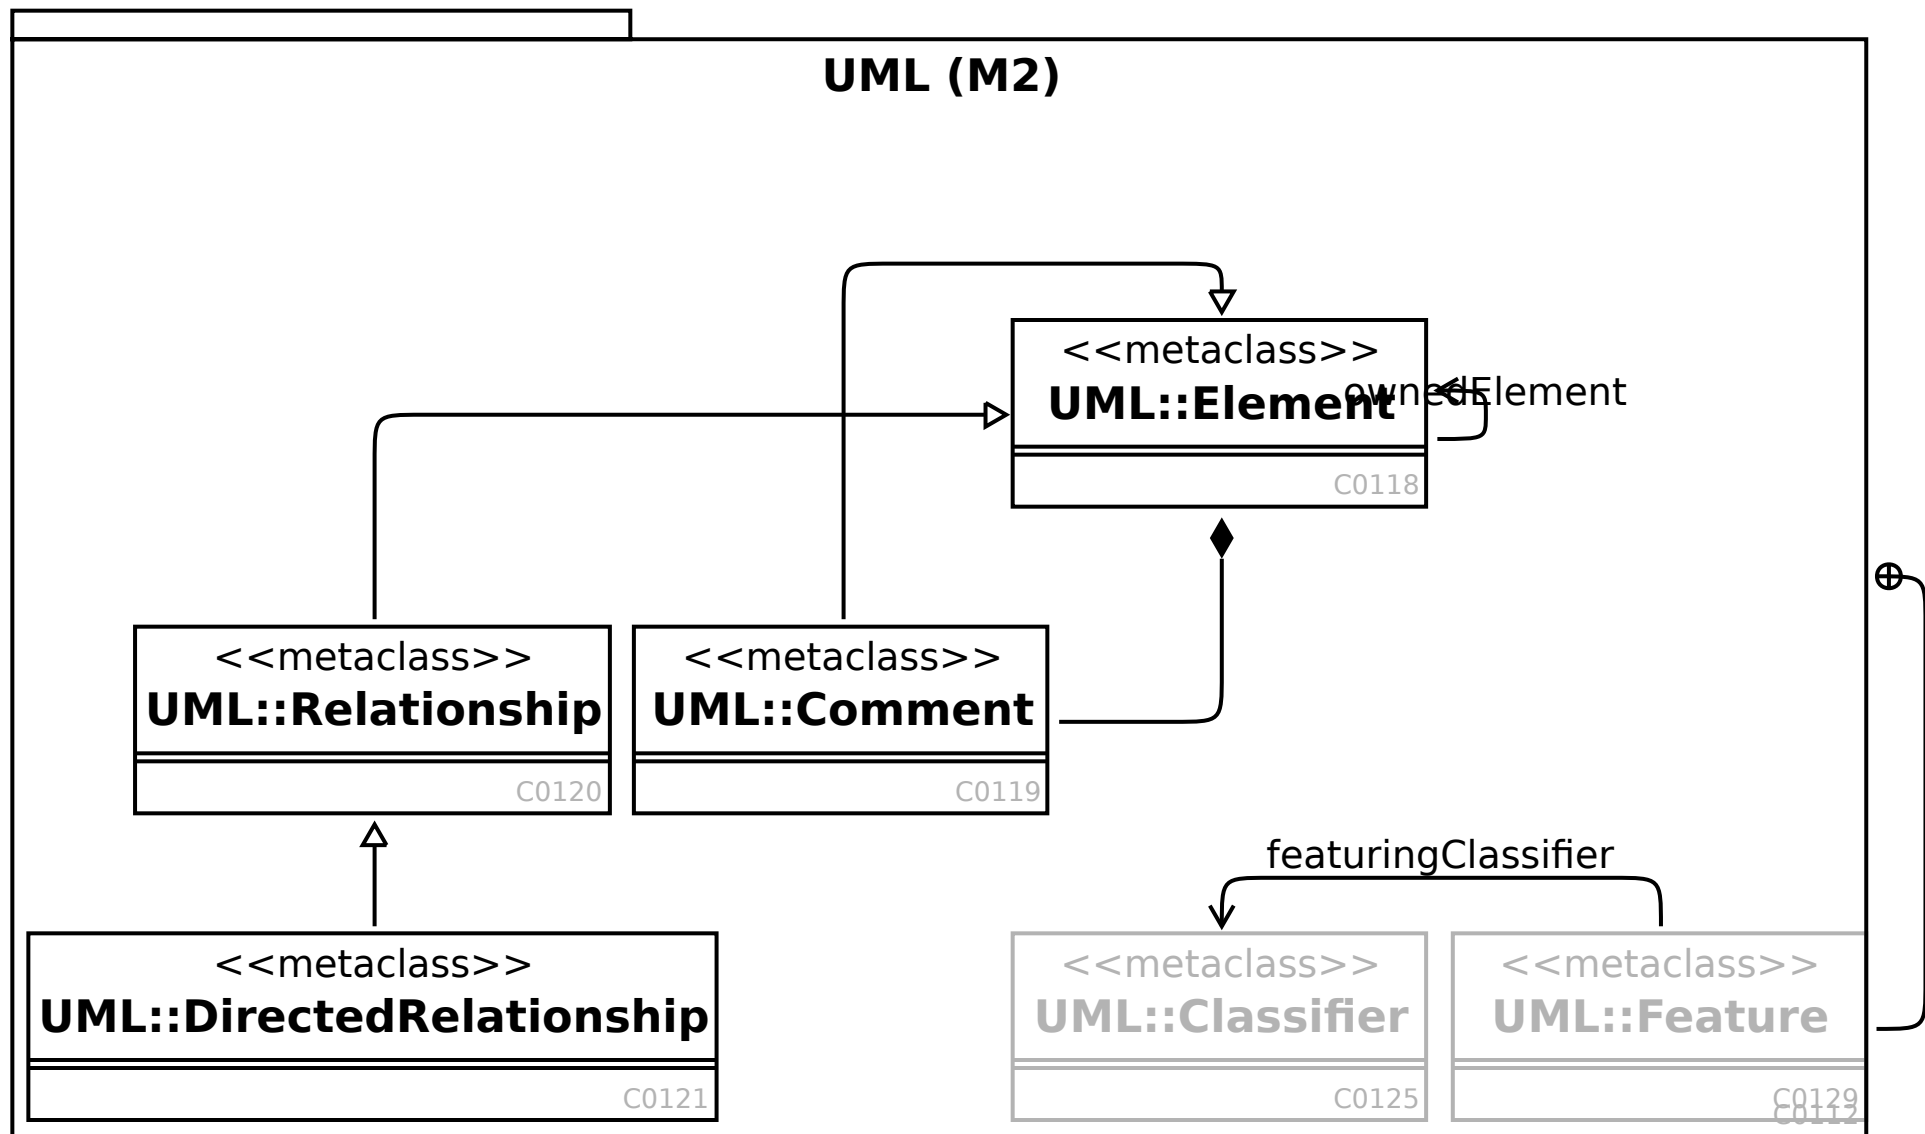 UML (M2)
<<metaclass>>
UML::Element
ownedElement
C0118
<<metaclass>>
UML::Relationship
C0120
<<metaclass>>
UML::Comment
C0119
featuringClassifier
<<metaclass>>
UML::DirectedRelationship
C0121
<<metaclass>>
UML::Classifier
C0125
<<metaclass>>
UML::Feature
C0129
C0112